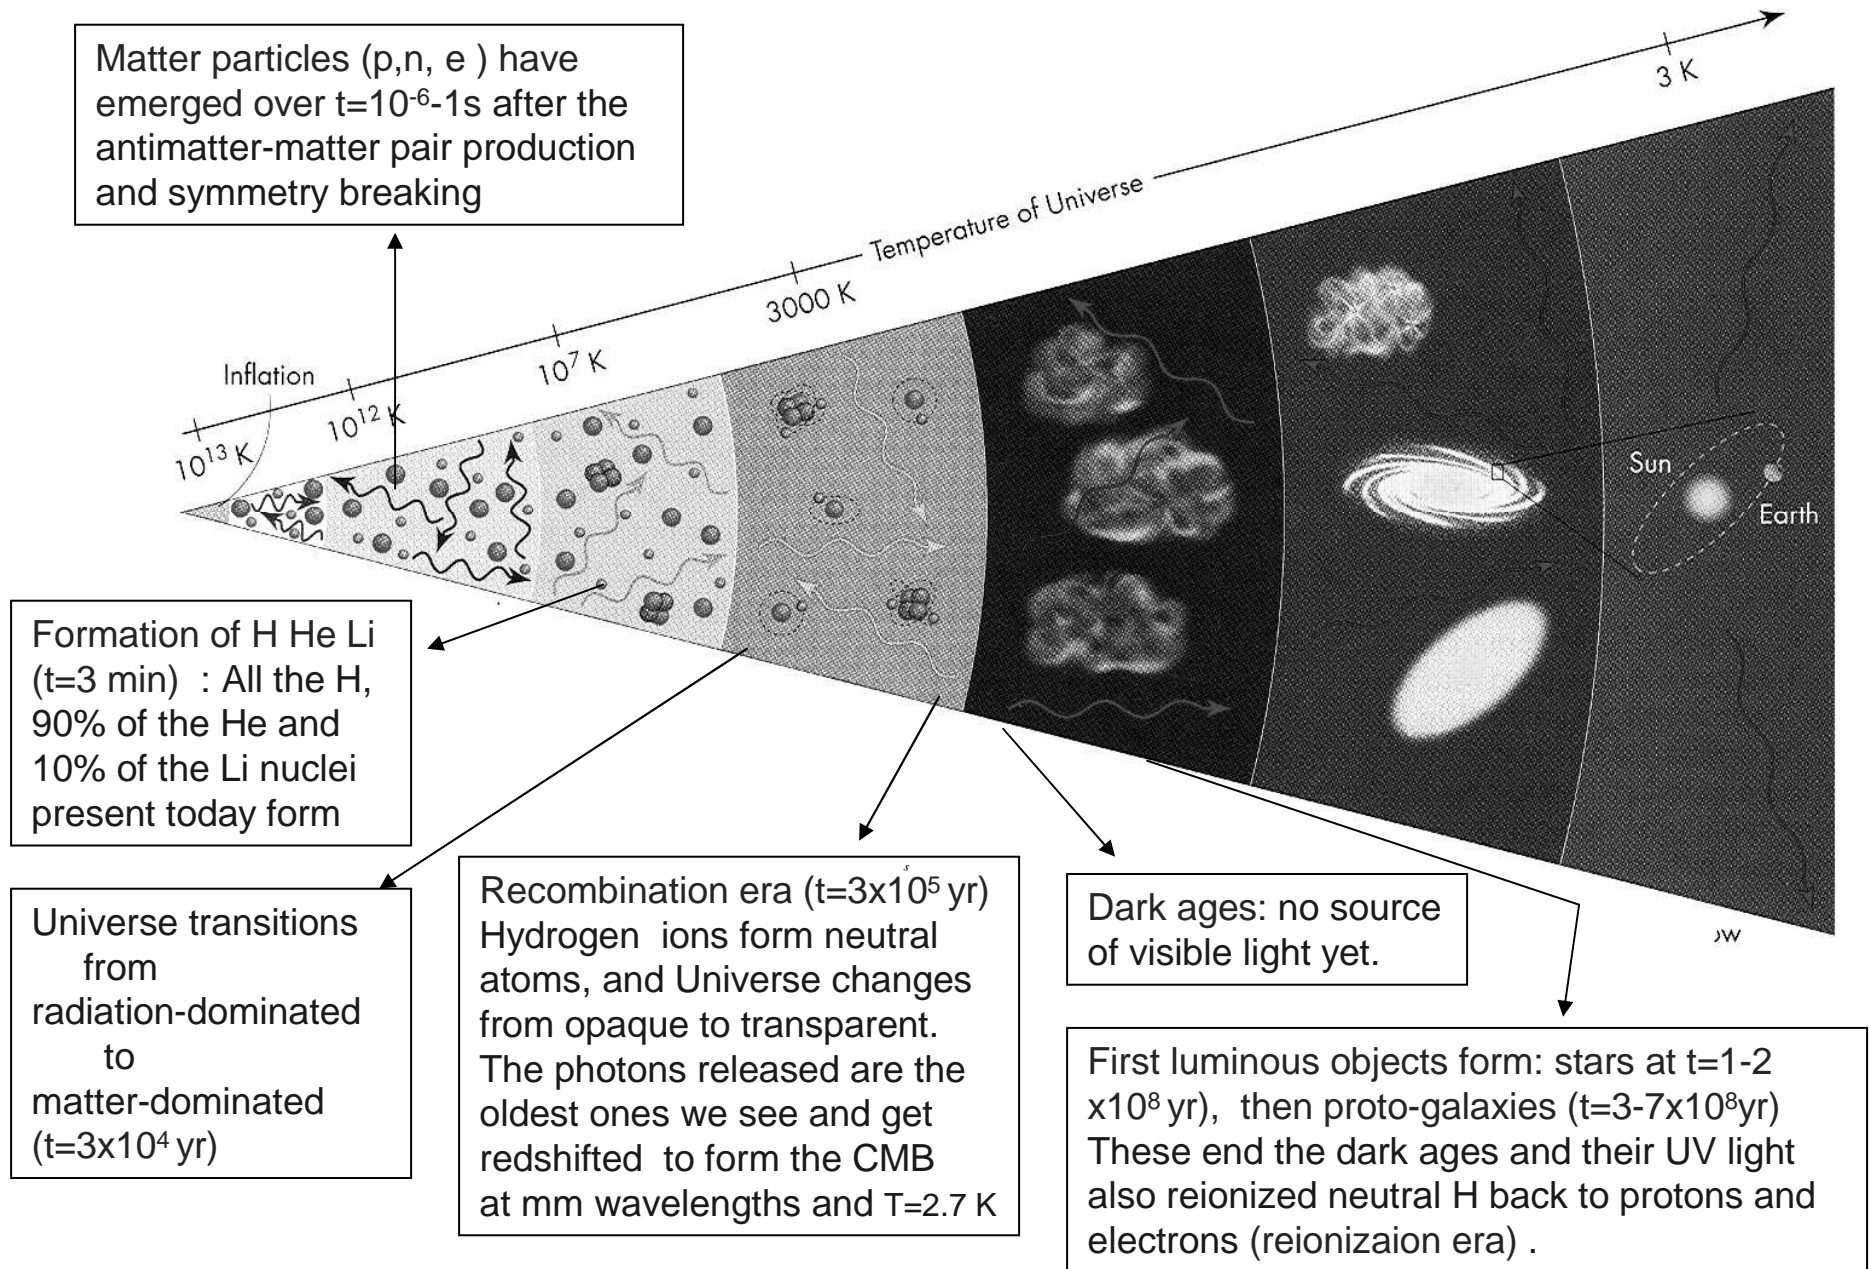 Matter particles (p,n, e ) have
emerged over t=10⁻⁶-1s after the
antimatter-matter pair production
and symmetry breaking
3 K
Temperature of Universe
3000 K
10⁷ K
Inflation
10¹² K
10¹³ K
Sun
Earth
Formation of H He Li
(t=3 min) : All the H,
90% of the He and
10% of the Li nuclei
present today form
Universe transitions
from
radiation-dominated
to
matter-dominated
(t=3x10⁴ yr)
Recombination era (t=3x10⁵ yr)
Hydrogen ions form neutral
atoms, and Universe changes
from opaque to transparent.
The photons released are the
oldest ones we see and get
redshifted to form the CMB
at mm wavelengths and T=2.7 K
Dark ages: no source
of visible light yet.
First luminous objects form: stars at t=1-2
x10⁸ yr), then proto-galaxies (t=3-7x10⁸yr)
These end the dark ages and their UV light
also reionized neutral H back to protons and
electrons (reionizaion era) .